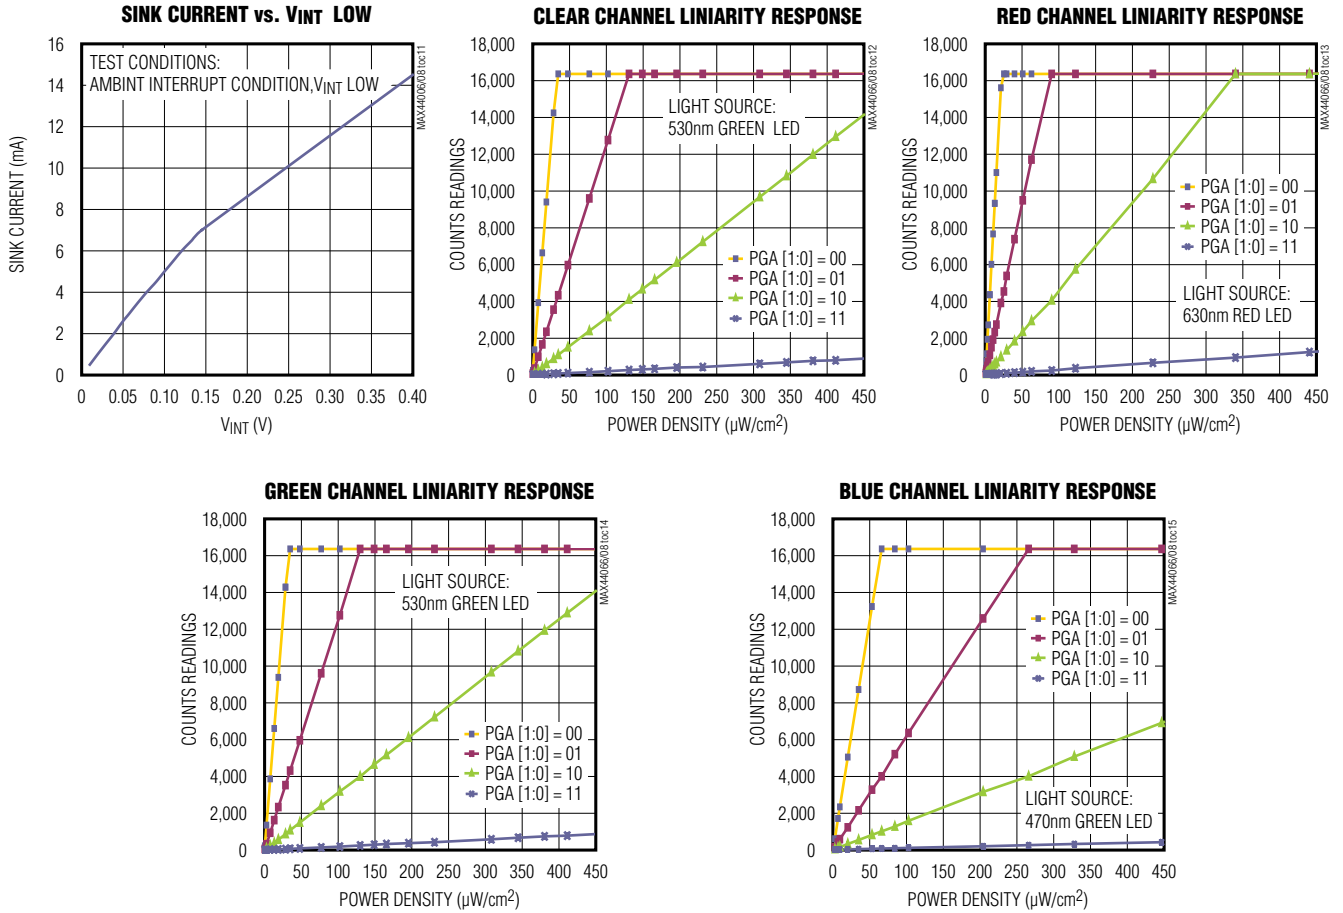 SINK CURRENT vs. VINT LOW
16
14
12
10
8
6
4
2
0
SINK CURRENT (mA)
TEST CONDITIONS:
AMBINT INTERRUPT CONDITION,VINT LOW
MAX44066/08 toc11
0 0.05 0.10 0.15 0.20 0.25 0.30 0.35 0.40
VINT (V)
CLEAR CHANNEL LINIARITY RESPONSE
18,000
16,000
14,000
12,000
10,000
8,000
6,000
4,000
2,000
0
COUNTS READINGS
LIGHT SOURCE:
530nm GREEN LED
PGA [1:0] = 00
PGA [1:0] = 01
PGA [1:0] = 10
PGA [1:0] = 11
MAX44066/08 toc12
0 50 100 150 200 250 300 350 400 450
POWER DENSITY (µW/cm2)
RED CHANNEL LINIARITY RESPONSE
18,000
16,000
14,000
12,000
10,000
8,000
6,000
4,000
2,000
0
COUNTS READINGS
PGA [1:0] = 00
PGA [1:0] = 01
PGA [1:0] = 10
PGA [1:0] = 11
LIGHT SOURCE:
630nm RED LED
MAX44066/08 toc13
0 50 100 150 200 250 300 350 400 450
POWER DENSITY (µW/cm2)
GREEN CHANNEL LINIARITY RESPONSE
18,000
16,000
14,000
12,000
10,000
8,000
6,000
4,000
2,000
0
COUNTS READINGS
LIGHT SOURCE:
530nm GREEN LED
PGA [1:0] = 00
PGA [1:0] = 01
PGA [1:0] = 10
PGA [1:0] = 11
MAX44066/08 toc14
0 50 100 150 200 250 300 350 400 450
POWER DENSITY (µW/cm2)
BLUE CHANNEL LINIARITY RESPONSE
18,000
16,000
14,000
12,000
10,000
8,000
6,000
4,000
2,000
0
COUNTS READINGS
PGA [1:0] = 00
PGA [1:0] = 01
PGA [1:0] = 10
PGA [1:0] = 11
LIGHT SOURCE:
470nm GREEN LED
MAX44066/08 toc15
0 50 100 150 200 250 300 350 400 450
POWER DENSITY (µW/cm2)